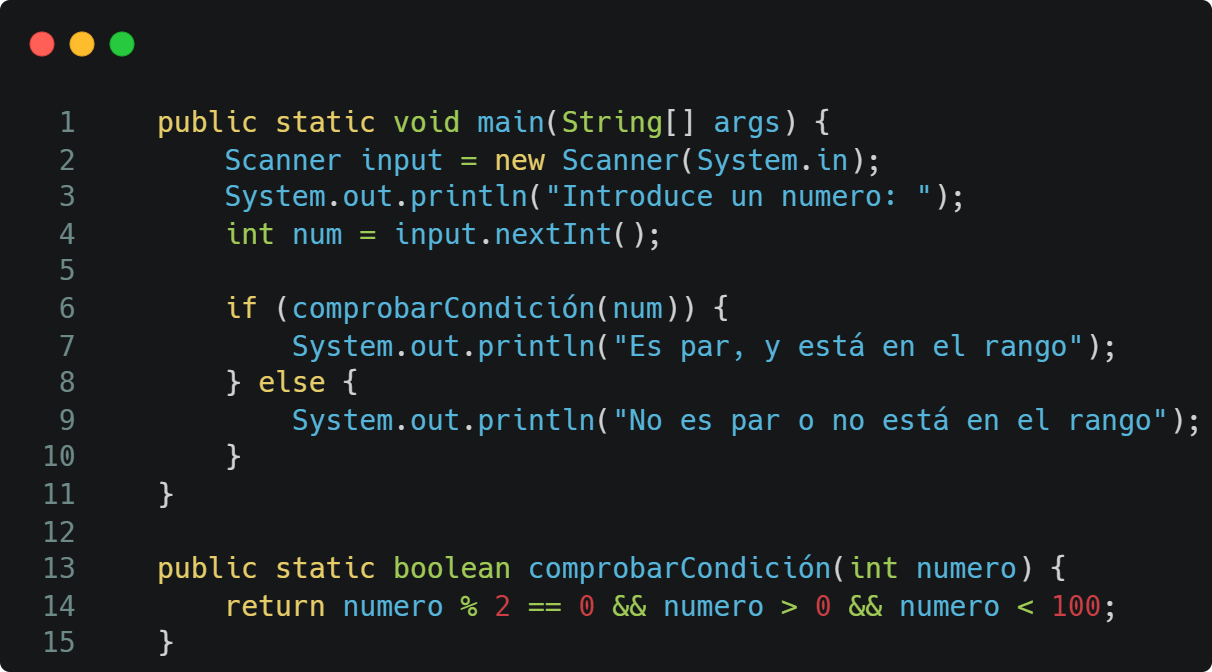 1 public static void main(String[] args) {
2 Scanner input = new Scanner(System.in);
3 System.out.println("Introduce un numero: ");
4 int num = input.nextInt();
5
6 if (comprobarCondición(num)) {
7 System.out.println("Es par, y está en el rango");
8 } else {
9 System.out.println("No es par o no está en el rango");
10 }
11 }
12
13 public static boolean comprobarCondición(int numero) {
14 return numero % 2 == 0 && numero > 0 && numero < 100;
15 }